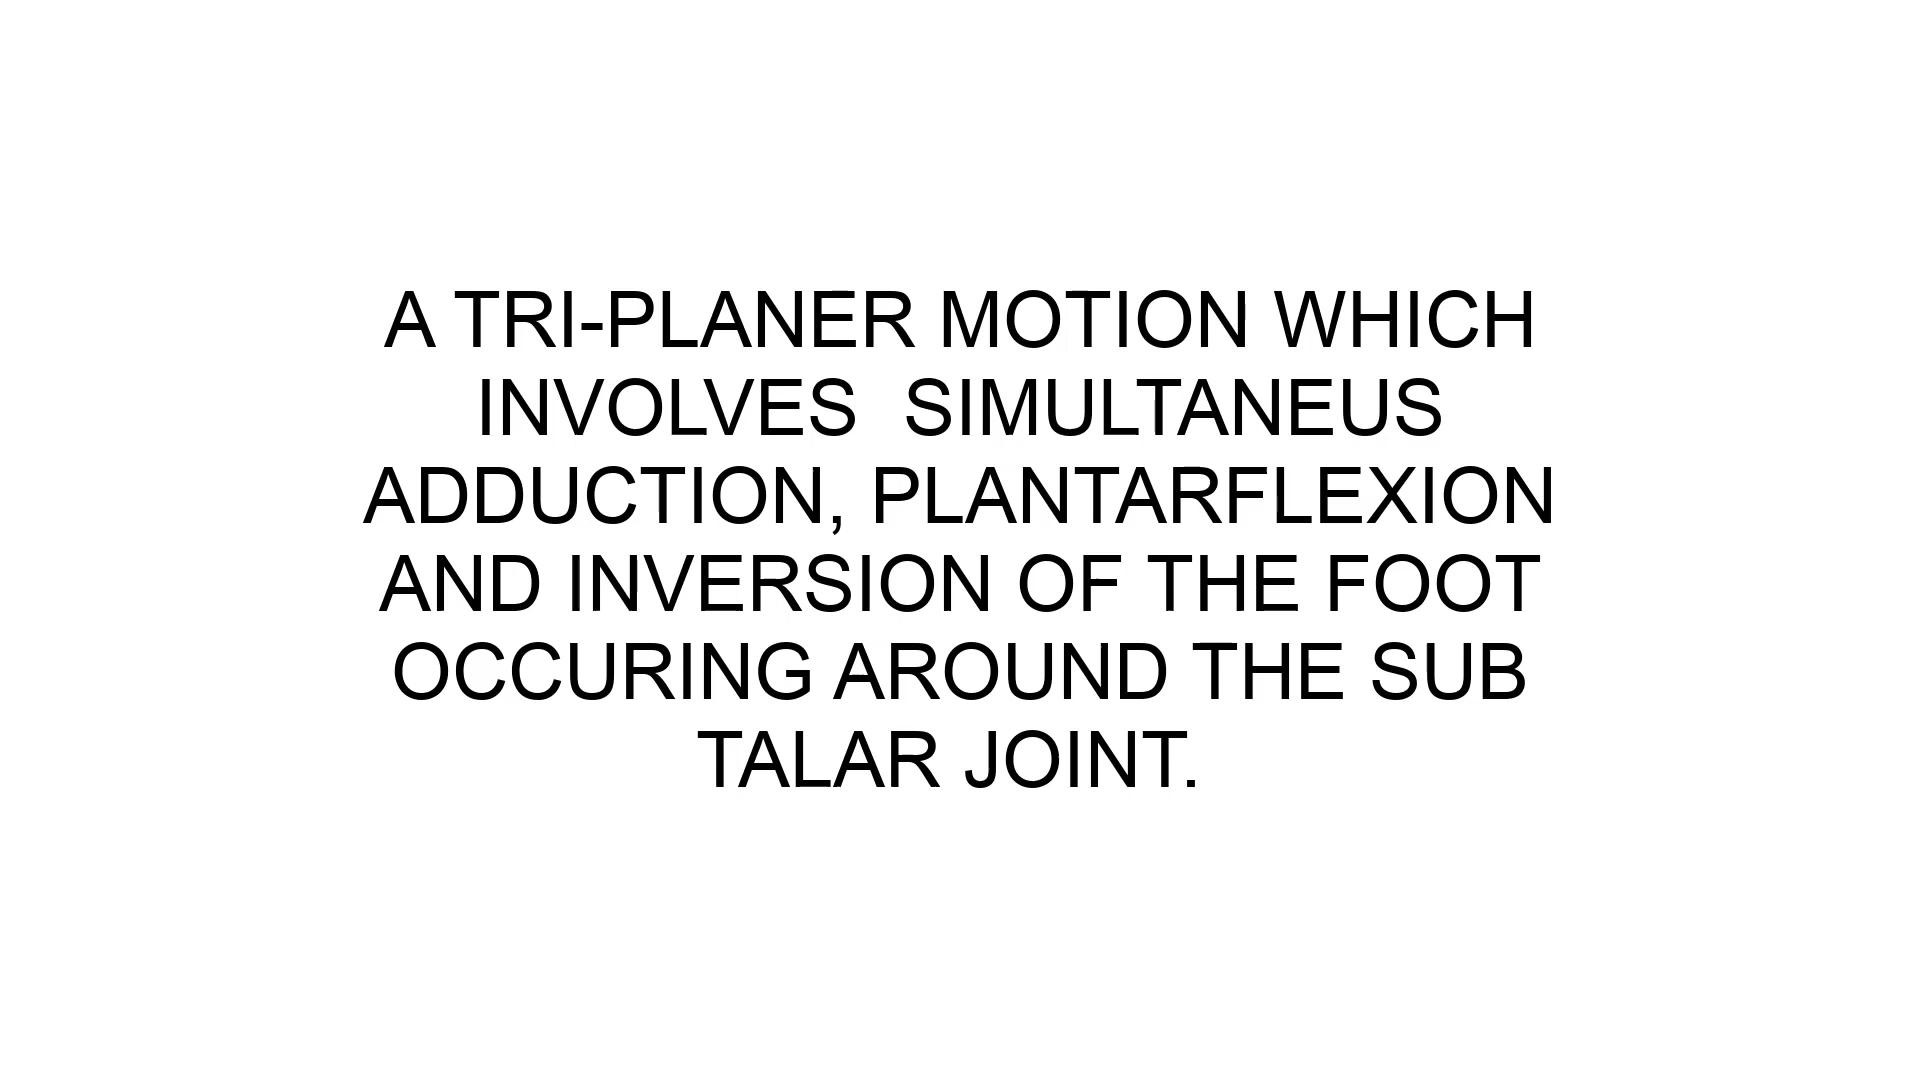 A TRI-PLANER MOTION WHICH
INVOLVES  SIMULTANEUS
ADDUCTION, PLANTARFLEXION
AND INVERSION OF THE FOOT
OCCURING AROUND THE SUB
TALAR JOINT.